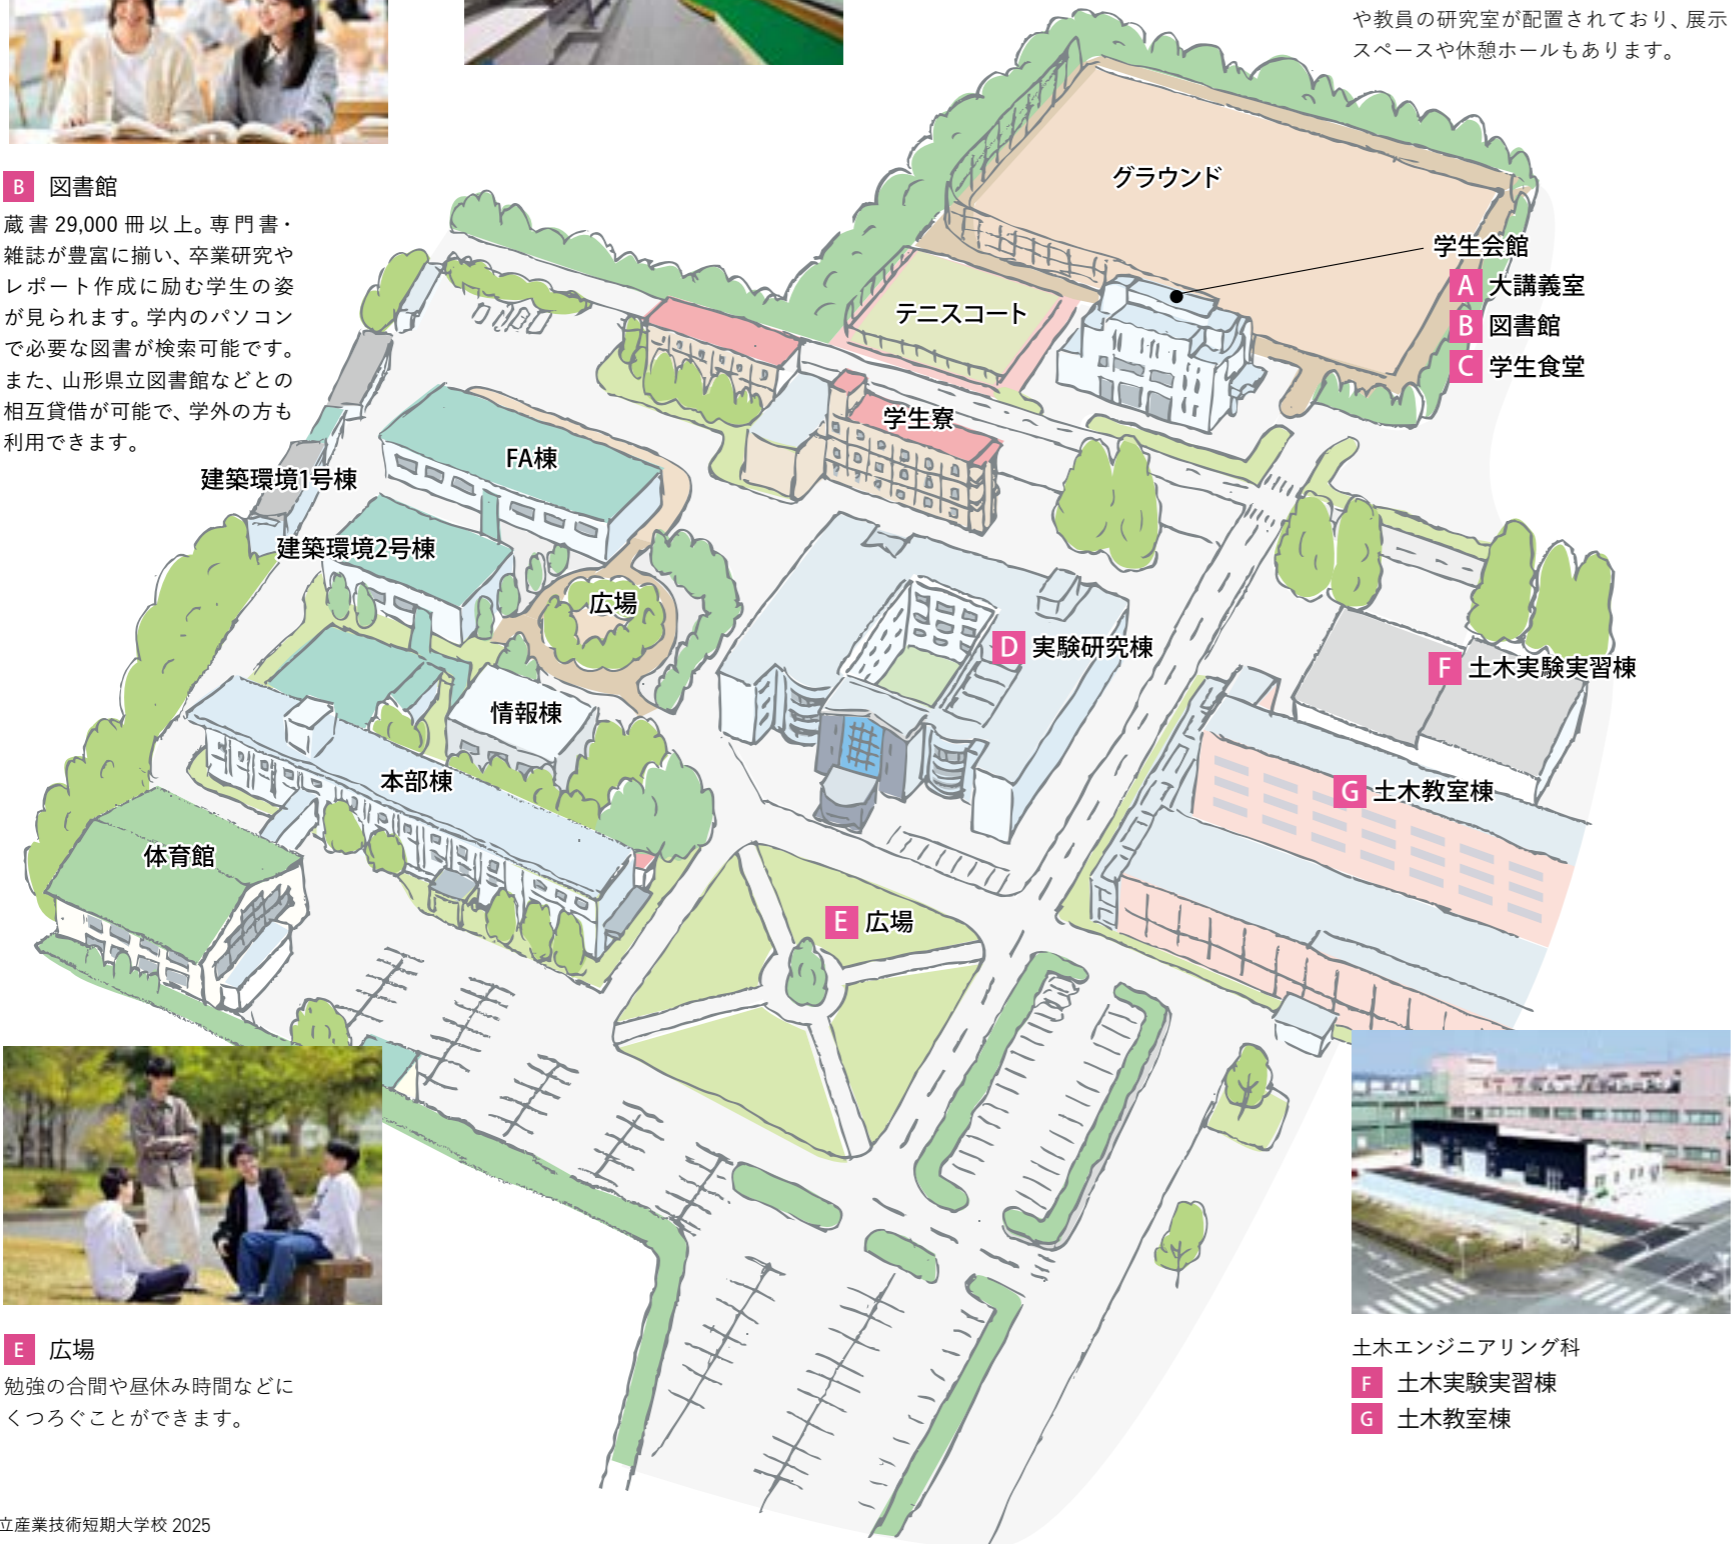 や教員の研究室が配置されており、展示
スペースや休憩ホールもあります。
B 図書館
蔵書 29,000 冊以上。専門書・
雑誌が豊富に揃い、卒業研究や
レポート作成に励む学生の姿
が見られます。学内のパソコン
で必要な図書が検索可能です。
また、山形県立図書館などとの
相互貸借が可能で、学外の方も
利用できます。
グラウンド
学生会館
A 大講義室
B 図書館
C 学生食堂
テニスコート
学生寮
FA棟
建築環境1号棟
建築環境2号棟
広場
D 実験研究棟
F 土木実験実習棟
情報棟
本部棟
G 土木教室棟
体育館
E 広場
E 広場
勉強の合間や昼休み時間などに
くつろぐことができます。
土木エンジニアリング科
F 土木実験実習棟
G 土木教室棟
立産業技術短期大学校 2025